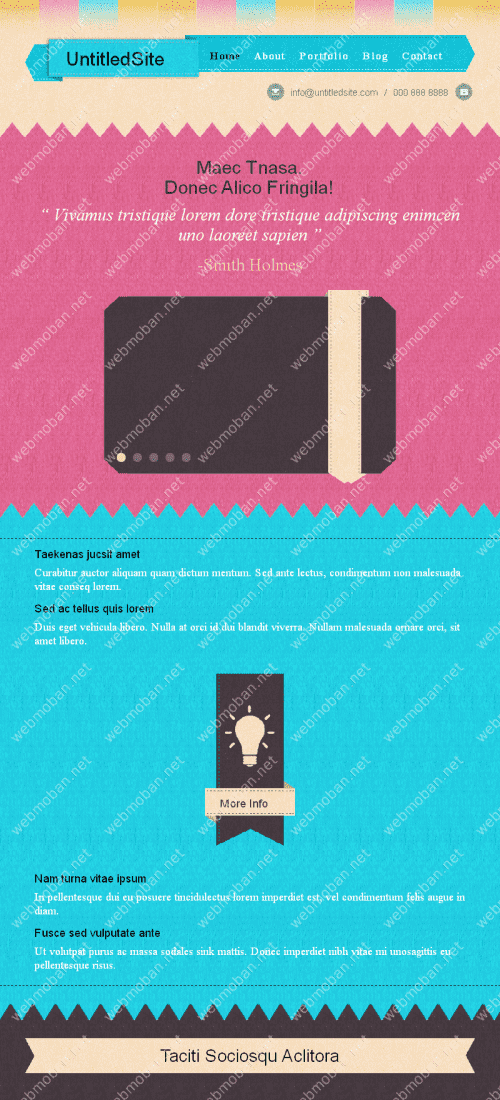 UntitledSite
Home About Portfolio Blog Contact
info@untitledsite.com / 000 888 8888
Maec Tnasa.
Donec Alico Fringila!
“ Vivamus tristique lorem dore tristique adipiscing enimcen
uno laoreet sapien ”
-Smith Holmes
Taekenas jucsit amet
Curabitur auctor aliquam quam dictum mentum. Sed ante lectus, condimentum non malesuada
vitae conseq lorem.
Sed ac tellus quis lorem
Duis eget vehicula libero. Nulla at orci id dui blandit viverra. Nullam malesuada ornare orci, sit
amet libero.
More Info
Nam turna vitae ipsum
In pellentesque dui eu posuere tincidulectus lorem imperdiet est, vel condimentum felis augue in
diam.
Fusce sed vulputate ante
Ut volutpat purus ac massa sodales sink mattis. Donec imperdiet nibh vitae mi unosagittis eu
pellentesque risus.
Taciti Sociosqu Aclitora
webmoban.net